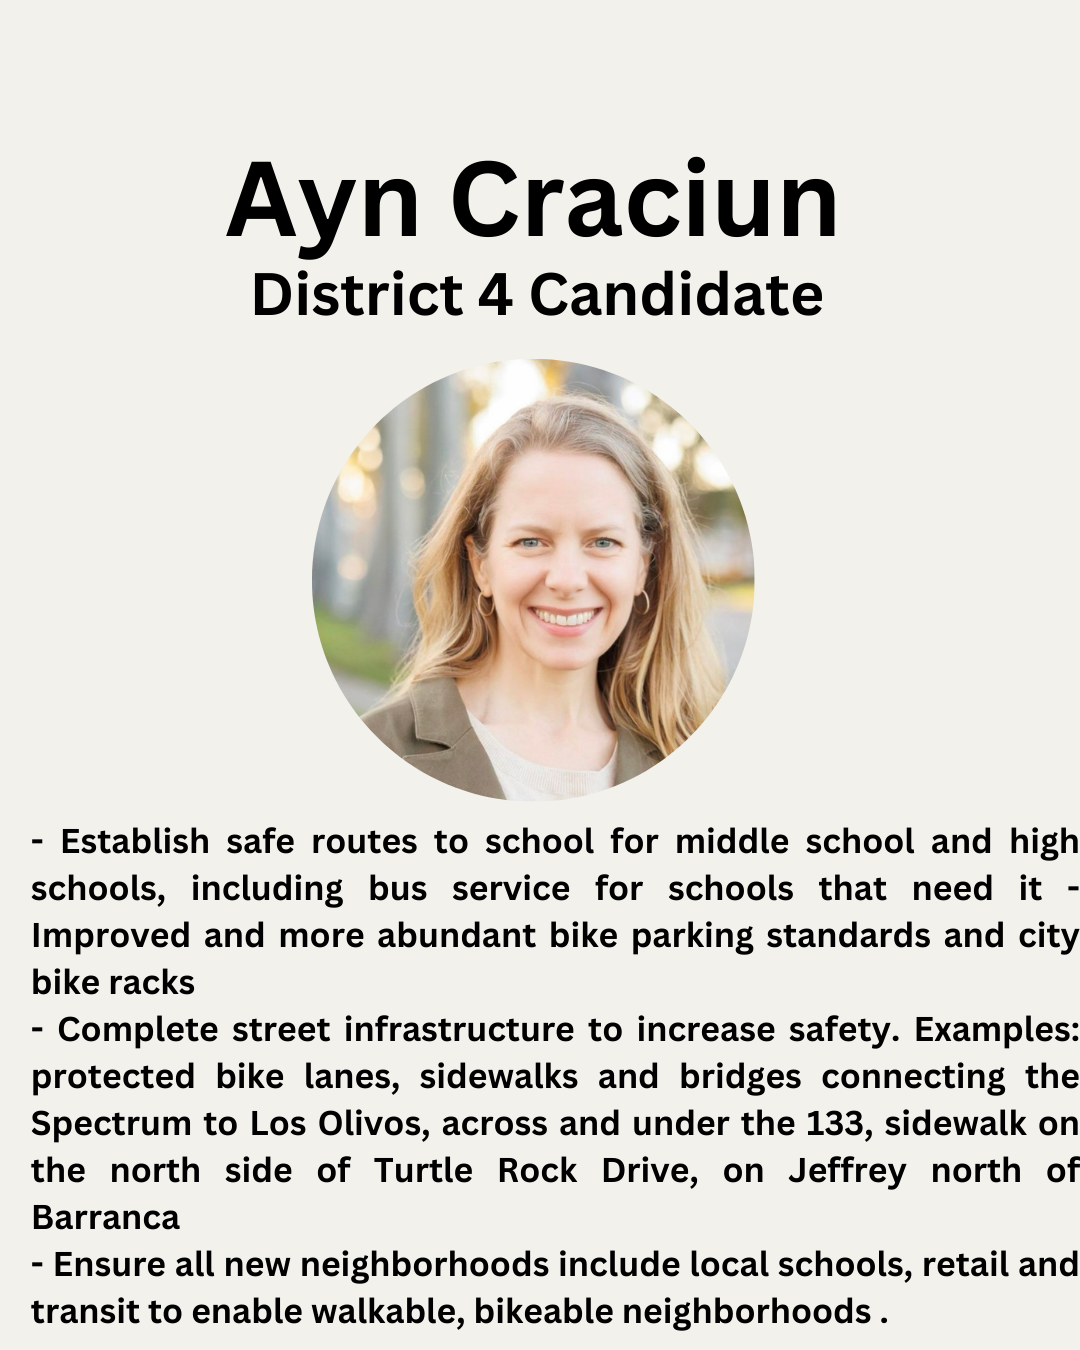 Ayn Craciun
District 4 Candidate
- Establish safe routes to school for middle school and high
schools, including bus service for schools that need it -
Improved and more abundant bike parking standards and city
bike racks
- Complete street infrastructure to increase safety. Examples:
protected bike lanes, sidewalks and bridges connecting the
Spectrum to Los Olivos, across and under the 133, sidewalk on
the north side of Turtle Rock Drive, on Jeffrey north of
Barranca
- Ensure all new neighborhoods include local schools, retail and
transit to enable walkable, bikeable neighborhoods .